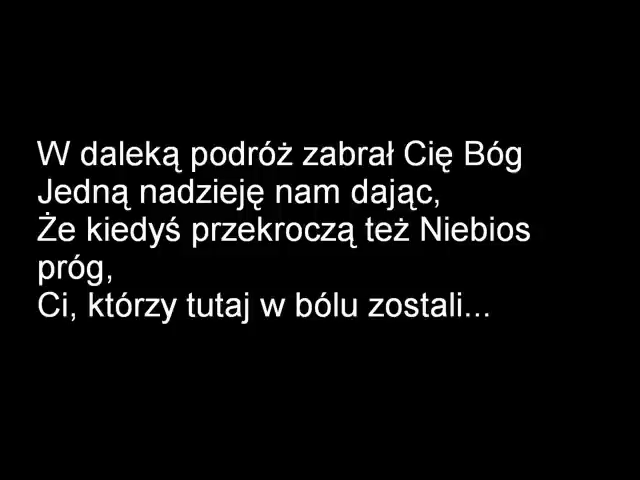 W daleką podróż zabrał Cię Bóg
Jedną nadzieję nam dając,
Że kiedyś przekroczą też Niebios
próg,
Ci, którzy tutaj w bólu zostali...